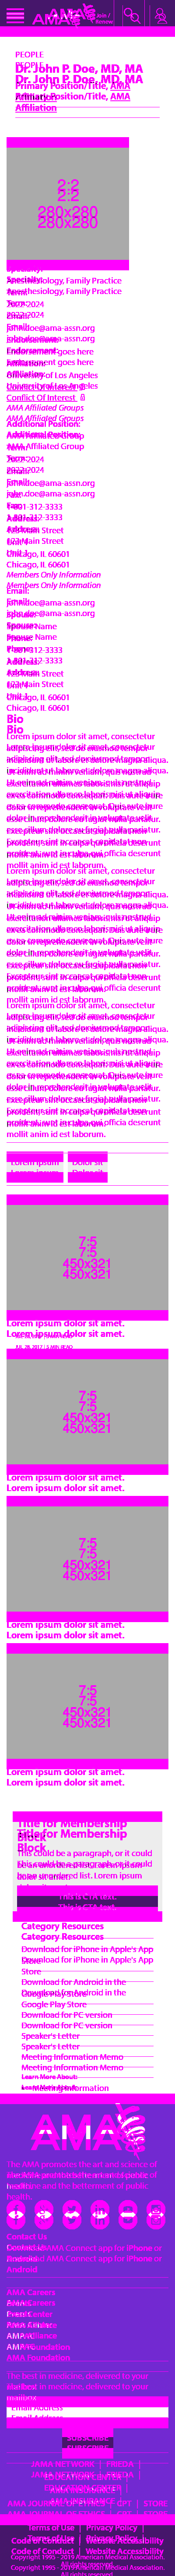 AMA
Join / Renew
PEOPLE
Dr. John P. Doe, MD, MA
Primary Position/Title, AMA
Affiliation
2:2
280x280
Specialty:
Anesthesiology, Family Practice
Term:
2022-2024
Email:
john.doe@ama-assn.org
Endorsement:
Endorsement goes here
Affiliation:
University of Los Angeles
Conflict Of Interest
AMA Affiliated Groups
Additional Position:
AMA Affiliated Group
Term:
2022-2024
Email:
john.doe@ama-assn.org
Fax:
1-801-312-3333
Address:
123 Main Street
Unit 1
Chicago, IL 60601
Members Only Information
Email:
john.doe@ama-assn.org
Spouse:
Spouse Name
Phone:
1-801-312-3333
Address:
123 Main Street
Unit 1
Chicago, IL 60601
Bio
Lorem ipsum dolor sit amet, consectetur
adipiscing elit, sed do eiusmod tempor
incididunt ut labore et dolore magna aliqua.
Ut enim ad minim veniam, quis nostrud
exercitation ullamco laboris nisi ut aliquip
ex ea commodo consequat. Duis aute irure
dolor in reprehenderit in voluptate velit
esse cillum dolore eu fugiat nulla pariatur.
Excepteur sint occaecat cupidatat non
proident, sunt in culpa qui officia deserunt
mollit anim id est laborum.
Lorem ipsum dolor sit amet, consectetur
adipiscing elit, sed do eiusmod tempor
incididunt ut labore et dolore magna aliqua.
Ut enim ad minim veniam, quis nostrud
exercitation ullamco laboris nisi ut aliquip
ex ea commodo consequat. Duis aute irure
dolor in reprehenderit in voluptate velit
esse cillum dolore eu fugiat nulla pariatur.
Excepteur sint occaecat cupidatat non
proident, sunt in culpa qui officia deserunt
mollit anim id est laborum.
Lorem ipsum dolor sit amet, consectetur
adipiscing elit, sed do eiusmod tempor
incididunt ut labore et dolore magna aliqua.
Ut enim ad minim veniam, quis nostrud
exercitation ullamco laboris nisi ut aliquip
ex ea commodo consequat. Duis aute irure
dolor in reprehenderit in voluptate velit
esse cillum dolore eu fugiat nulla pariatur.
Excepteur sint occaecat cupidatat non
proident, sunt in culpa qui officia deserunt
mollit anim id est laborum.
Lorem ipsum
Dolor sit
7:5
450x321
Lorem ipsum dolor sit amet.
JUL 28, 2017 | 5 MIN READ
7:5
450x321
Lorem ipsum dolor sit amet.
7:5
450x321
Lorem ipsum dolor sit amet.
7:5
450x321
Lorem ipsum dolor sit amet.
Title for Membership
Block
This could be a paragraph, or it could
be an unordered list. Lorem ipsum
dolor sit amet.
This is CTA text.
Category Resources
Download for iPhone in Apple's App
Store
Download for Android in the
Google Play Store
Download for PC version
Speaker's Letter
Meeting Information Memo
Learn More About:
Meeting Information
AMA
The AMA promotes the art and science of
medicine and the betterment of public
health.
Contact Us
Download AMA Connect app for iPhone or
Android
AMA Careers
AMA Alliance
AMA Foundation
The best in medicine, delivered to your
mailbox
Email Address
SUBSCRIBE
AMA NETWORK
FREIDA
EDUCATION CENTER
AMA INSURANCE
AMA JOURNAL OF ETHICS
CPT
STORE
Terms of Use
Privacy Policy
Code of Conduct
Website Accessibility
Copyright 1995 - 2019 American Medical Association.
All rights reserved.